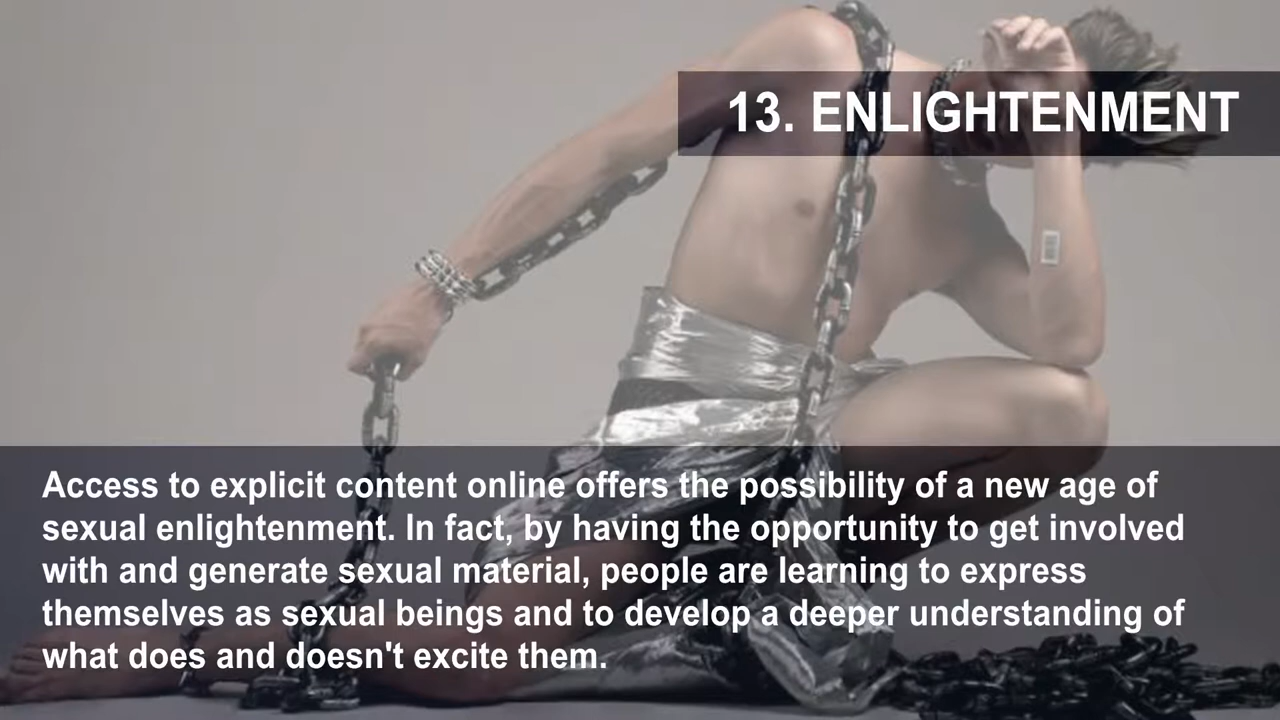 13. ENLIGHTENMENT
Access to explicit content online offers the possibility of a new age of
sexual enlightenment. In fact, by having the opportunity to get involved
with and generate sexual material, people are learning to express
themselves as sexual beings and to develop a deeper understanding of
what does and doesn't excite them.